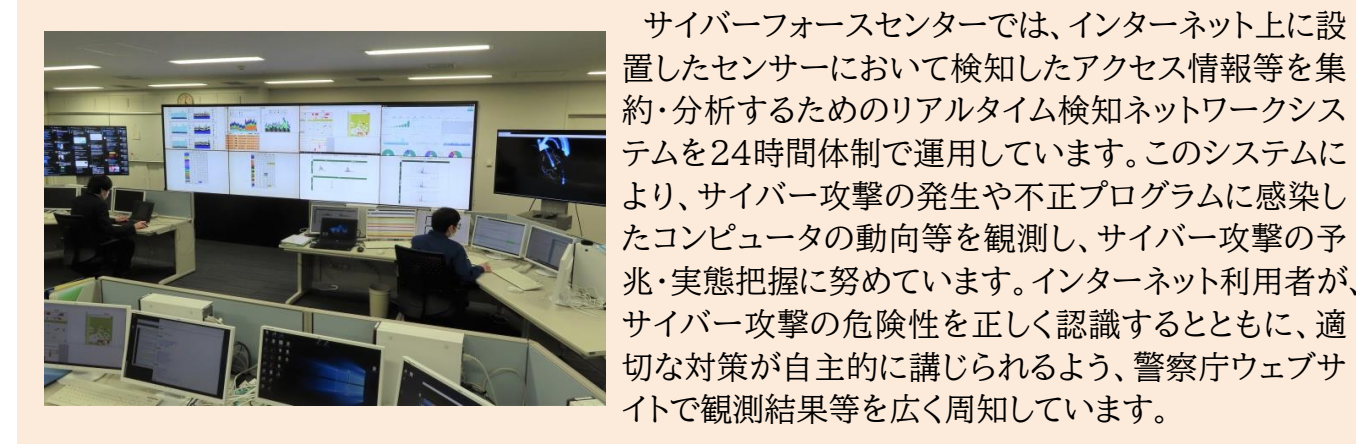 サイバーフォースセンターでは、インターネット上に設
置したセンサーにおいて検知したアクセス情報等を集
約・分析するためのリアルタイム検知ネットワークシス
テムを24時間体制で運用しています。このシステムに
より、サイバー攻撃の発生や不正プログラムに感染し
たコンピュータの動向等を観測し、サイバー攻撃の予
兆・実態把握に努めています。インターネット利用者が、
サイバー攻撃の危険性を正しく認識するとともに、適
切な対策が自主的に講じられるよう、警察庁ウェブサ
イトで観測結果等を広く周知しています。